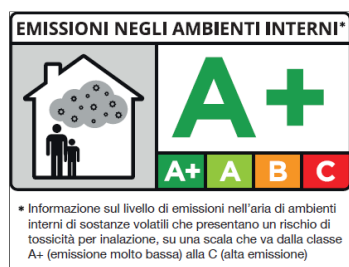 EMISSIONI NEGLI AMBIENTI INTERNI*
A+
A+ A B C
* Informazione sul livello di emissioni nell'aria di ambienti
interni di sostanze volatili che presentano un rischio di
tossicità per inalazione, su una scala che va dalla classe
A+ (emissione molto bassa) alla C (alta emissione)